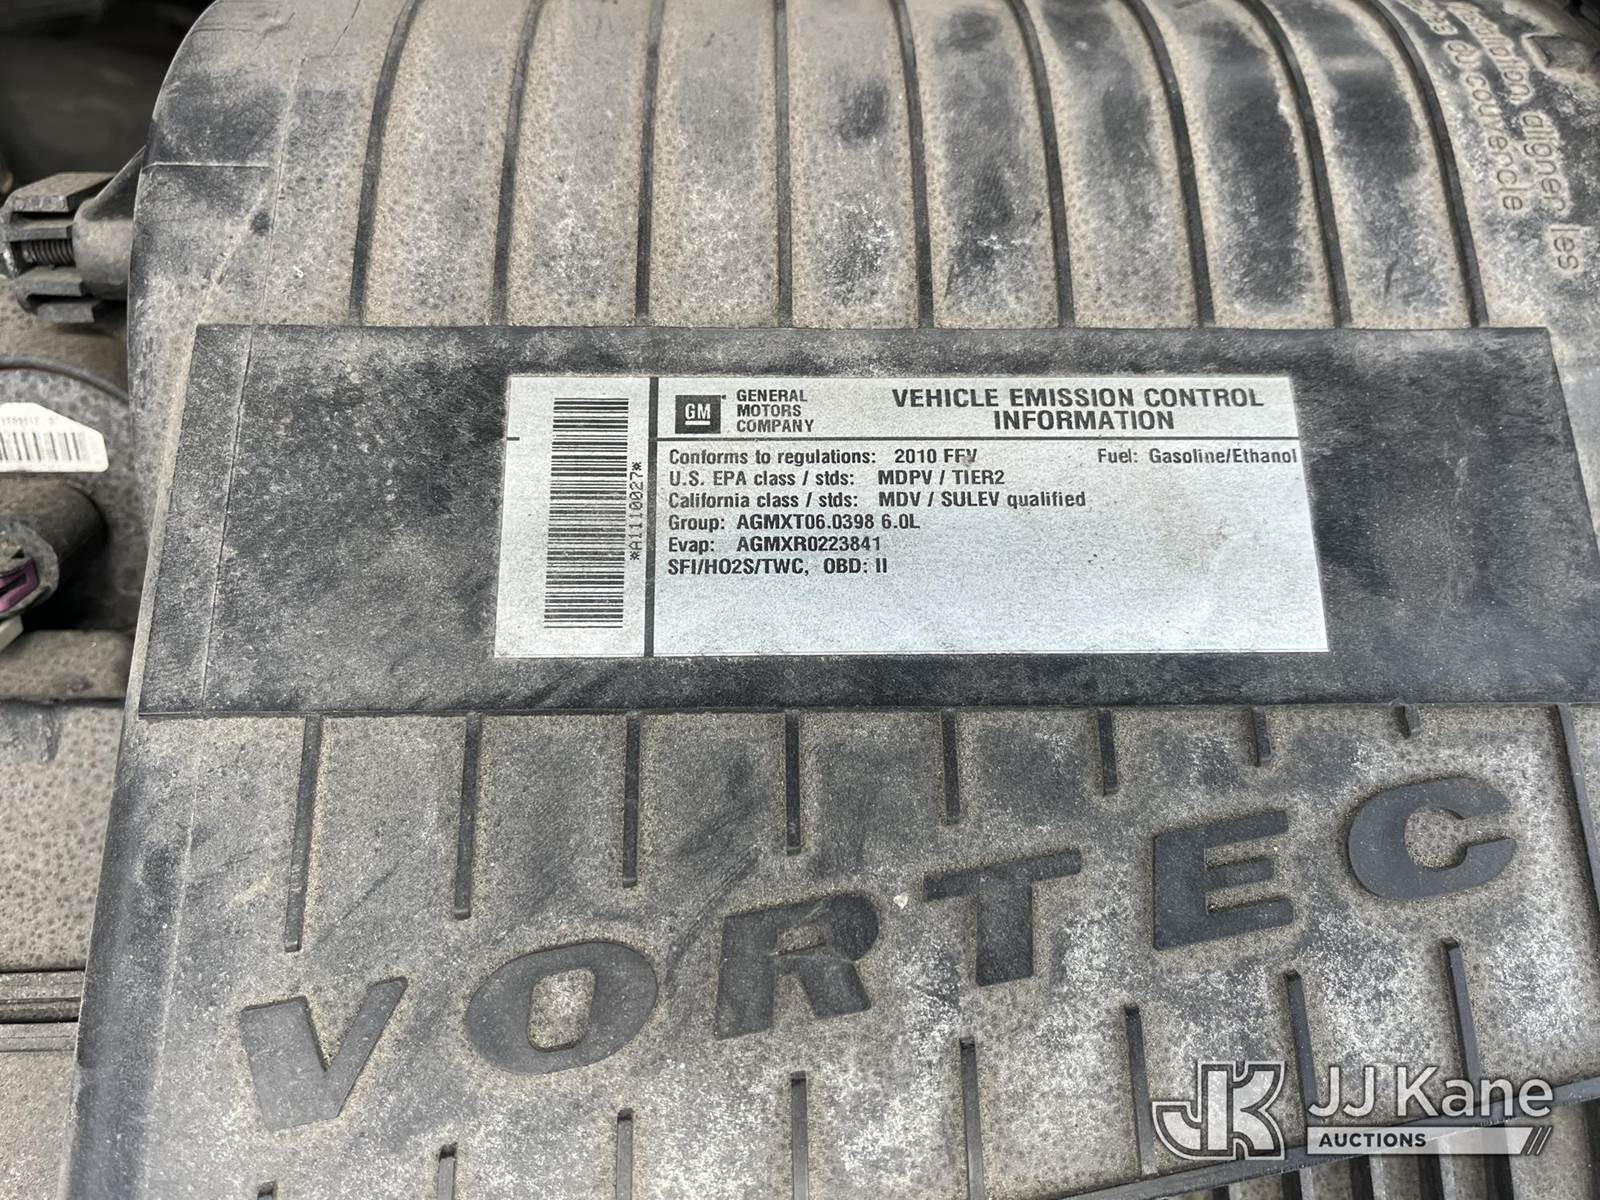 couvercle
GM
GENERAL
MOTORS
COMPANY
VEHICLE EMISSION CONTROL
INFORMATION
Conforms to regulations: 2010 FFV Fuel: Gasoline/Ethanol
U.S. EPA class / stds: MDPV / TIER2
California class / stds: MDV / SULEV qualified
Group: AGMXT06.0398 6.0L
Evap: AGMXR0223841
SFI/HO2S/TWC, OBD: II
*A1110027*
VORTEC
JK
JJ Kane
AUCTIONS